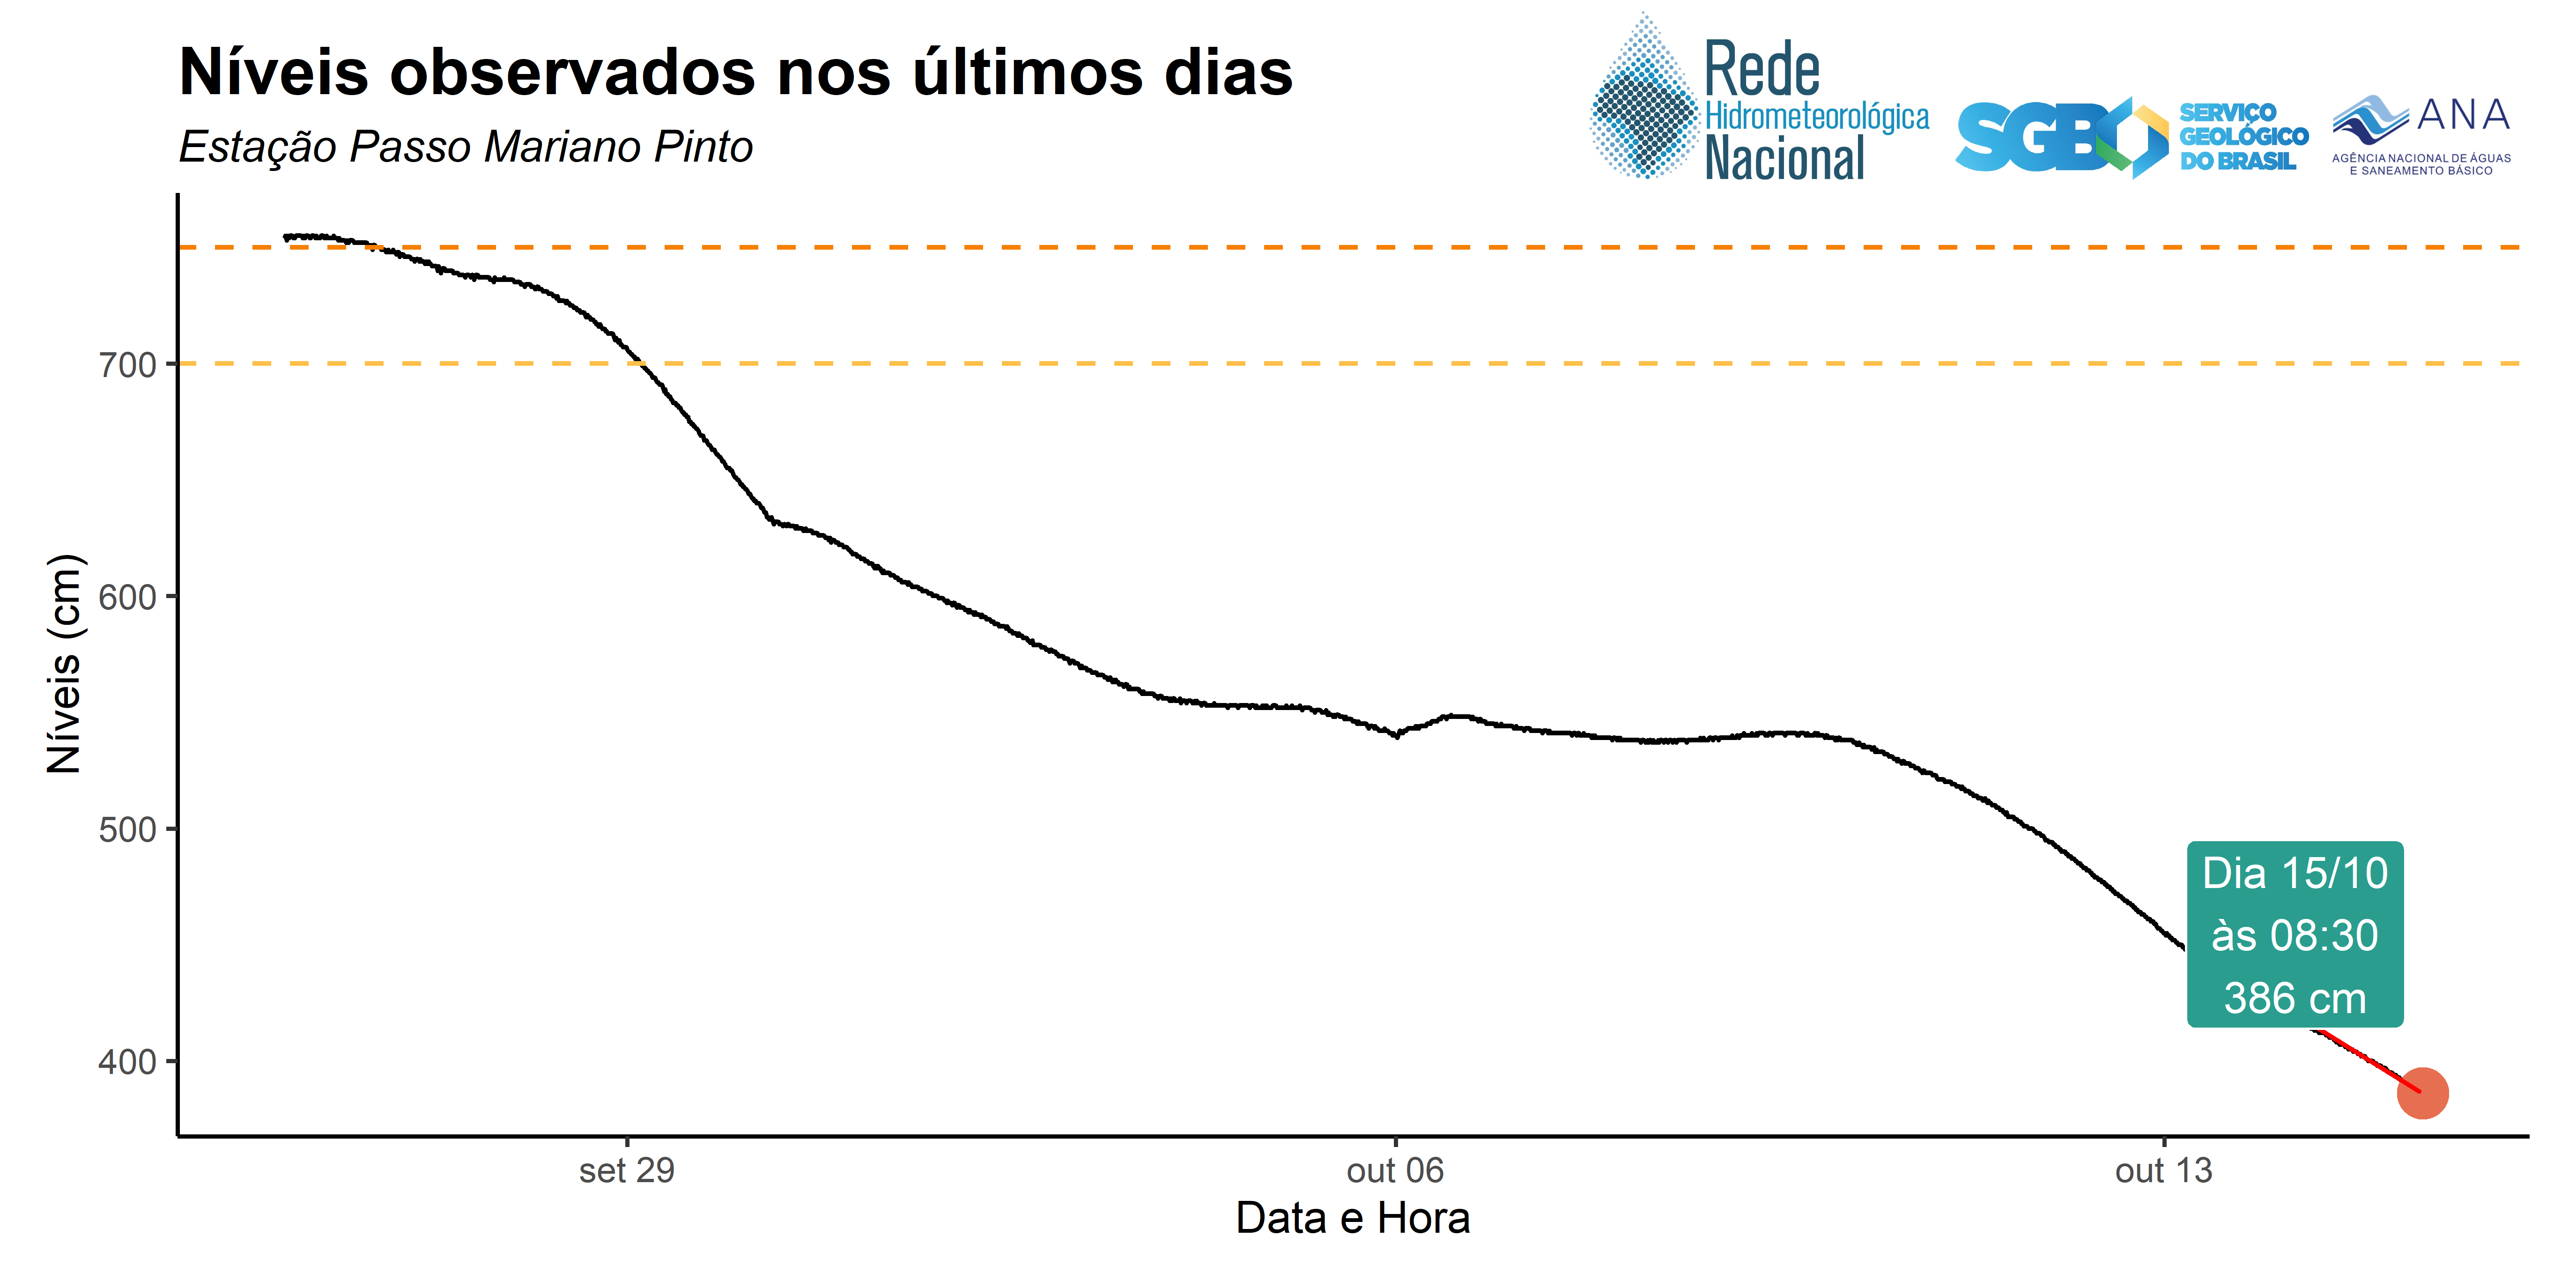 Níveis observados nos últimos dias
Estação Passo Mariano Pinto
Rede
Hidrometeorológica
Nacional
SGB
SERVIÇO
GEOLÓGICO
DO BRASIL
ANA
AGÊNCIA NACIONAL DE ÁGUAS
E SANEAMENTO BÁSICO
Níveis (cm)
700
600
500
400
Dia 15/10
às 08:30
386 cm
set 29
out 06
out 13
Data e Hora